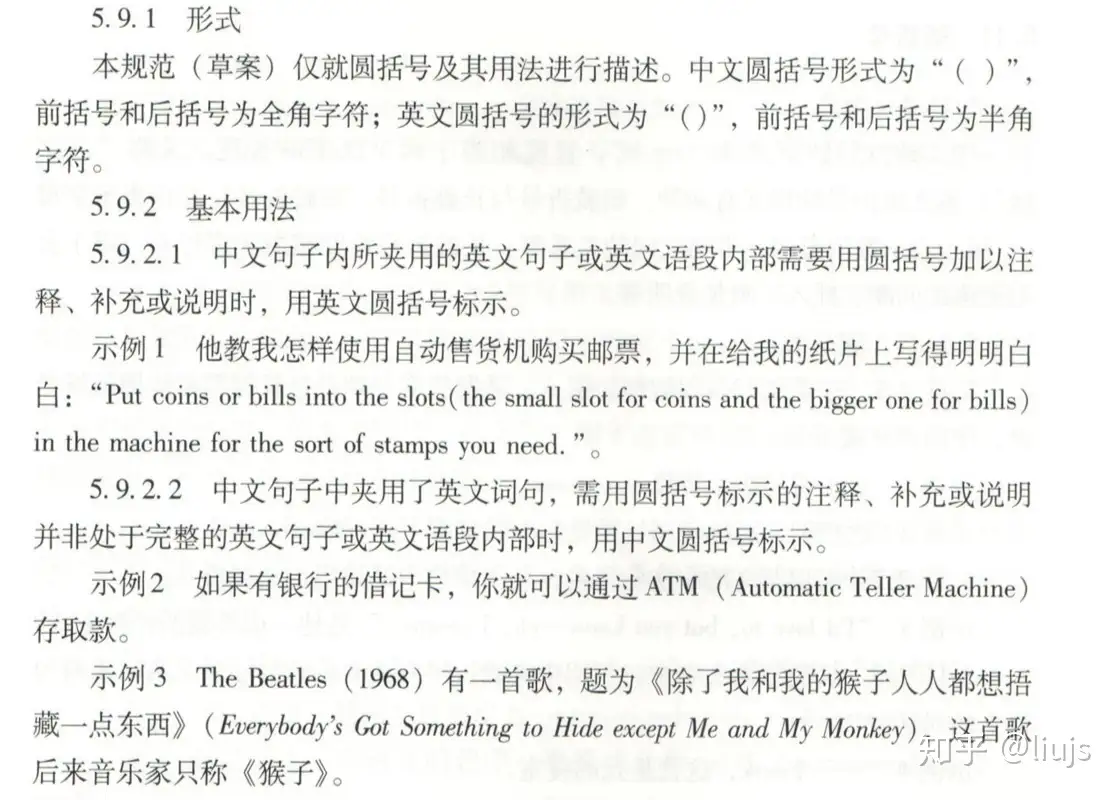 5.9.1 形式
本规范（草案）仅就圆括号及其用法进行描述。中文圆括号形式为“（ ）”，
前括号和后括号为全角字符；英文圆括号的形式为“()”，前括号和后括号为半角
字符。
5.9.2 基本用法
5.9.2.1 中文句子内所夹用的英文句子或英文语段内部需要用圆括号加以注
释、补充或说明时，用英文圆括号标示。
示例1 他教我怎样使用自动售货机购买邮票，并在给我的纸片上写得明明白
白：“Put coins or bills into the slots(the small slot for coins and the bigger one for bills)
in the machine for the sort of stamps you need.”。
5.9.2.2 中文句子中夹用了英文词句，需用圆括号标示的注释、补充或说明
并非处于完整的英文句子或英文语段内部时，用中文圆括号标示。
示例2 如果有银行的借记卡，你就可以通过ATM（Automatic Teller Machine）
存取款。
示例3 The Beatles（1968）有一首歌，题为《除了我和我的猴子人人都想捂
藏一点东西》（Everybody's Got Something to Hide except Me and My Monkey）。这首歌
后来音乐家只称《猴子》。
知乎 @liujs